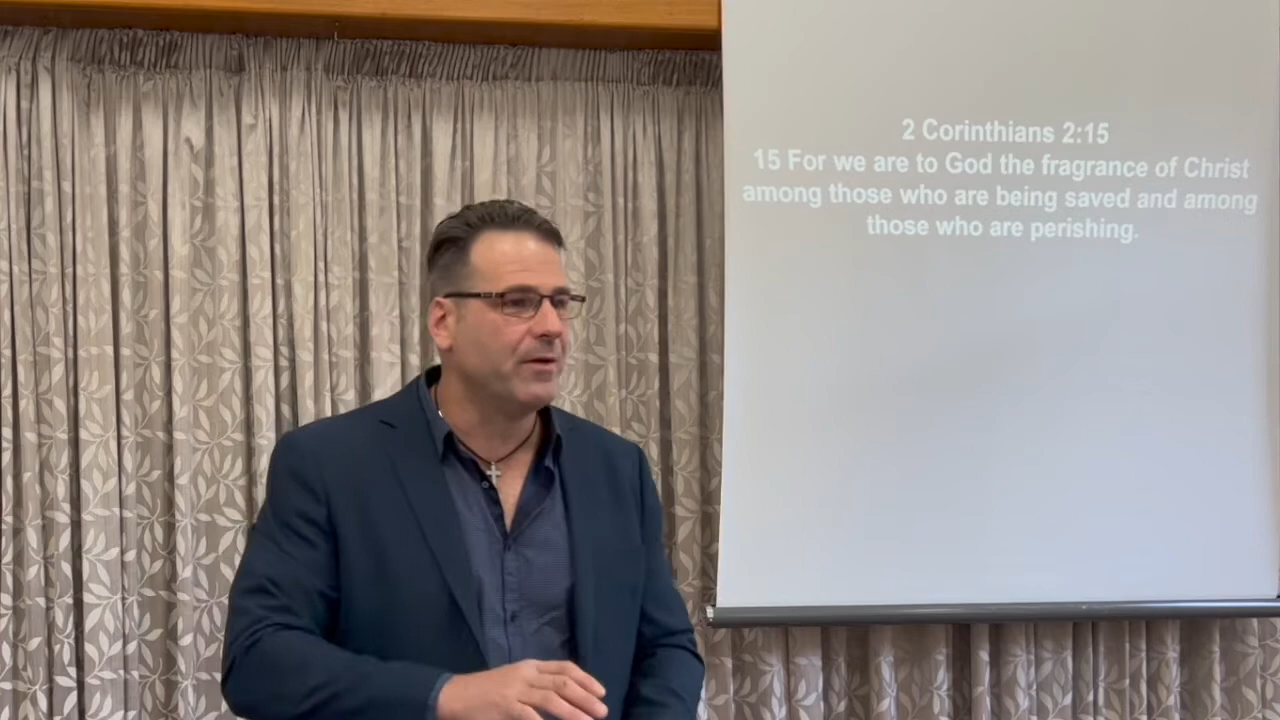 2 Corinthians 2:15
15 For we are to God the fragrance of Christ
among those who are being saved and among
those who are perishing.